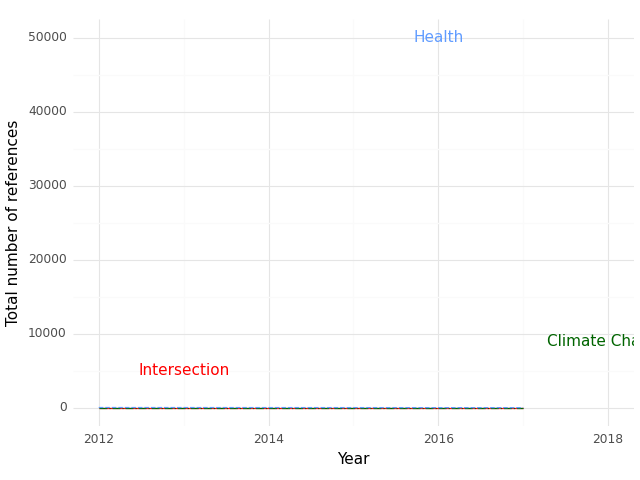 50000
Health
40000
30000
20000
10000
Climate Cha
Intersection
0
2012
2014
2016
2018
Year
Total number of references